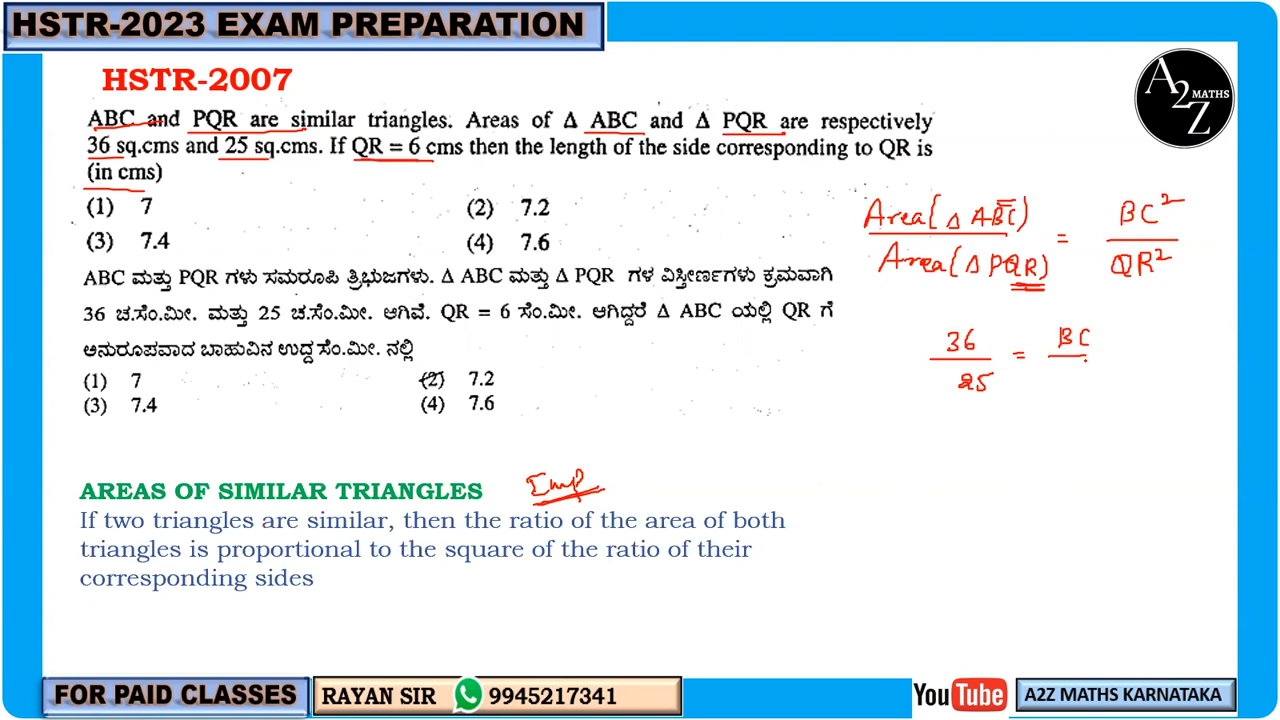 HSTR-2023 EXAM PREPARATION
HSTR-2007
A2Z MATHS
ABC and PQR are similar triangles. Areas of Δ ABC and Δ PQR are respectively
36 sq.cms and 25 sq.cms. If QR = 6 cms then the length of the side corresponding to QR is
(in cms)
(1) 7 (2) 7.2
(3) 7.4 (4) 7.6
ಎBC ಮತ್ತು PQR ಗಳು ಸಮರೂಪಿ ತ್ರಿಭುಜಗಳು. Δ ABC ಮತ್ತು Δ PQR ಗಳ ವಿಸ್ತೀರ್ಣಗಳು ಕ್ರಮವಾಗಿ
36 ಚ.ಸೆಂ.ಮೀ. ಮತ್ತು 25 ಚ.ಸೆಂ.ಮೀ. ಆಗಿವೆ. QR = 6 ಸೆಂ.ಮೀ. ಆಗಿದ್ದರೆ Δ ABC ಯಲ್ಲಿ QR ಗೆ
ಅನುರೂಪವಾದ ಬಾಹುವಿನ ಉದ್ದ ಸೆಂ.ಮೀ. ನಲ್ಲಿ
(1) 7 (2) 7.2
(3) 7.4 (4) 7.6
Area(Δ ABC) / Area(Δ PQR) = BC² / QR²
36 / 25 = BC
AREAS OF SIMILAR TRIANGLES Imp
If two triangles are similar, then the ratio of the area of both
triangles is proportional to the square of the ratio of their
corresponding sides
FOR PAID CLASSES RAYAN SIR 9945217341 YouTube A2Z MATHS KARNATAKA